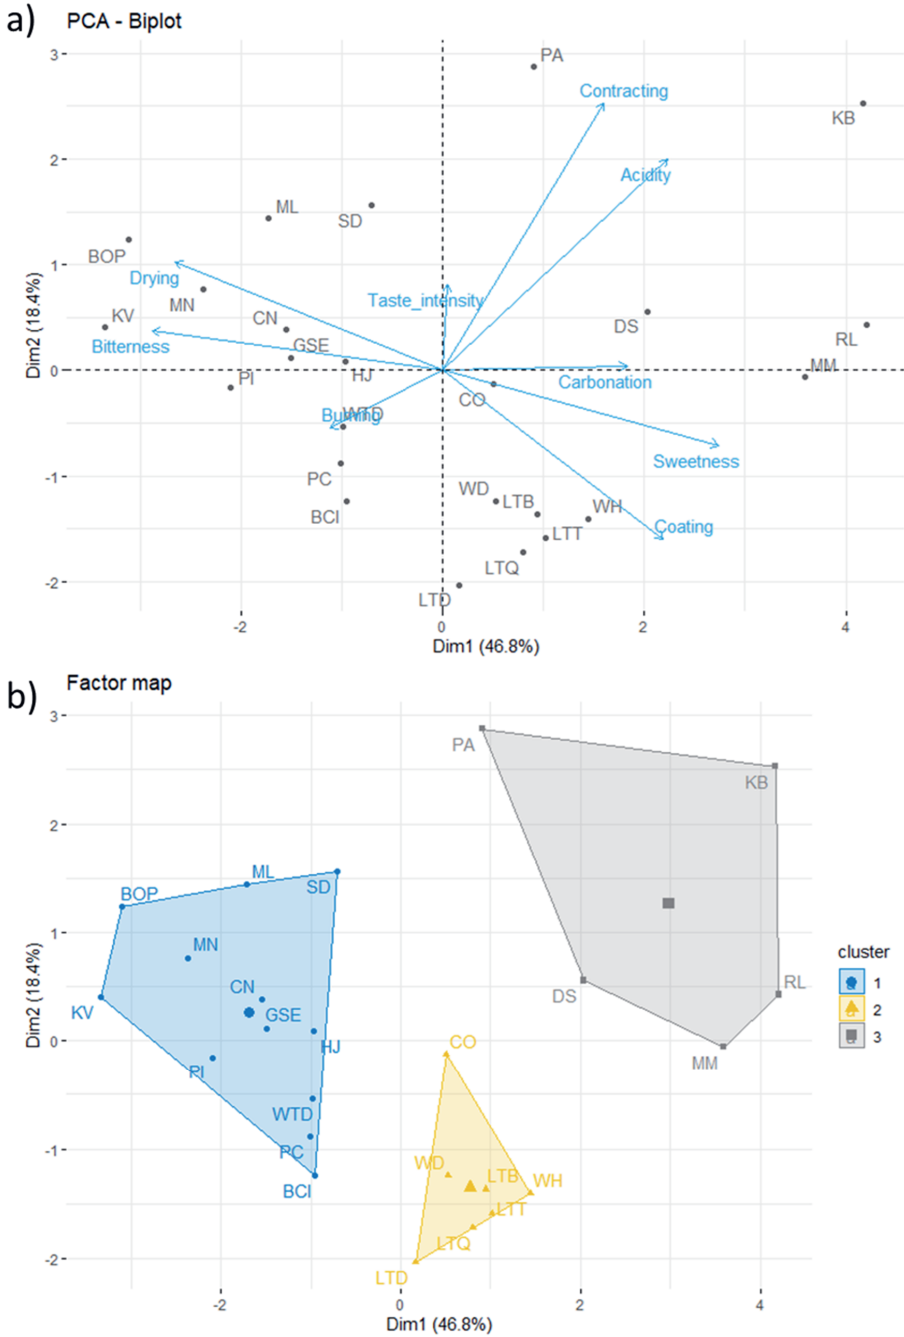 a) PCA - Biplot
3
PA
Contracting
KB
2
Acidity
ML
SD
BOP
1
Drying
MN
Taste_intensity
KV
CN
DS
Bitterness
GSE
RL
Dim2 (18.4%)
0
PI
HJ
MM
Carbonation
CO
Burning
WTD
Sweetness
-1
PC
WD
LTB
WH
BCI
LTT
Coating
LTQ
-2
LTD
-2 0 2 4
Dim1 (46.8%)
b) Factor map
3
PA
KB
2
ML
BOP
SD
1
MN
cluster
CN
1
KV
GSE
DS
RL
2
Dim2 (18.4%)
0
HJ
CO
3
PI
MM
WTD
-1
PC
WD
LTB
WH
BCI
LTT
LTQ
-2
LTD
-2 0 2 4
Dim1 (46.8%)